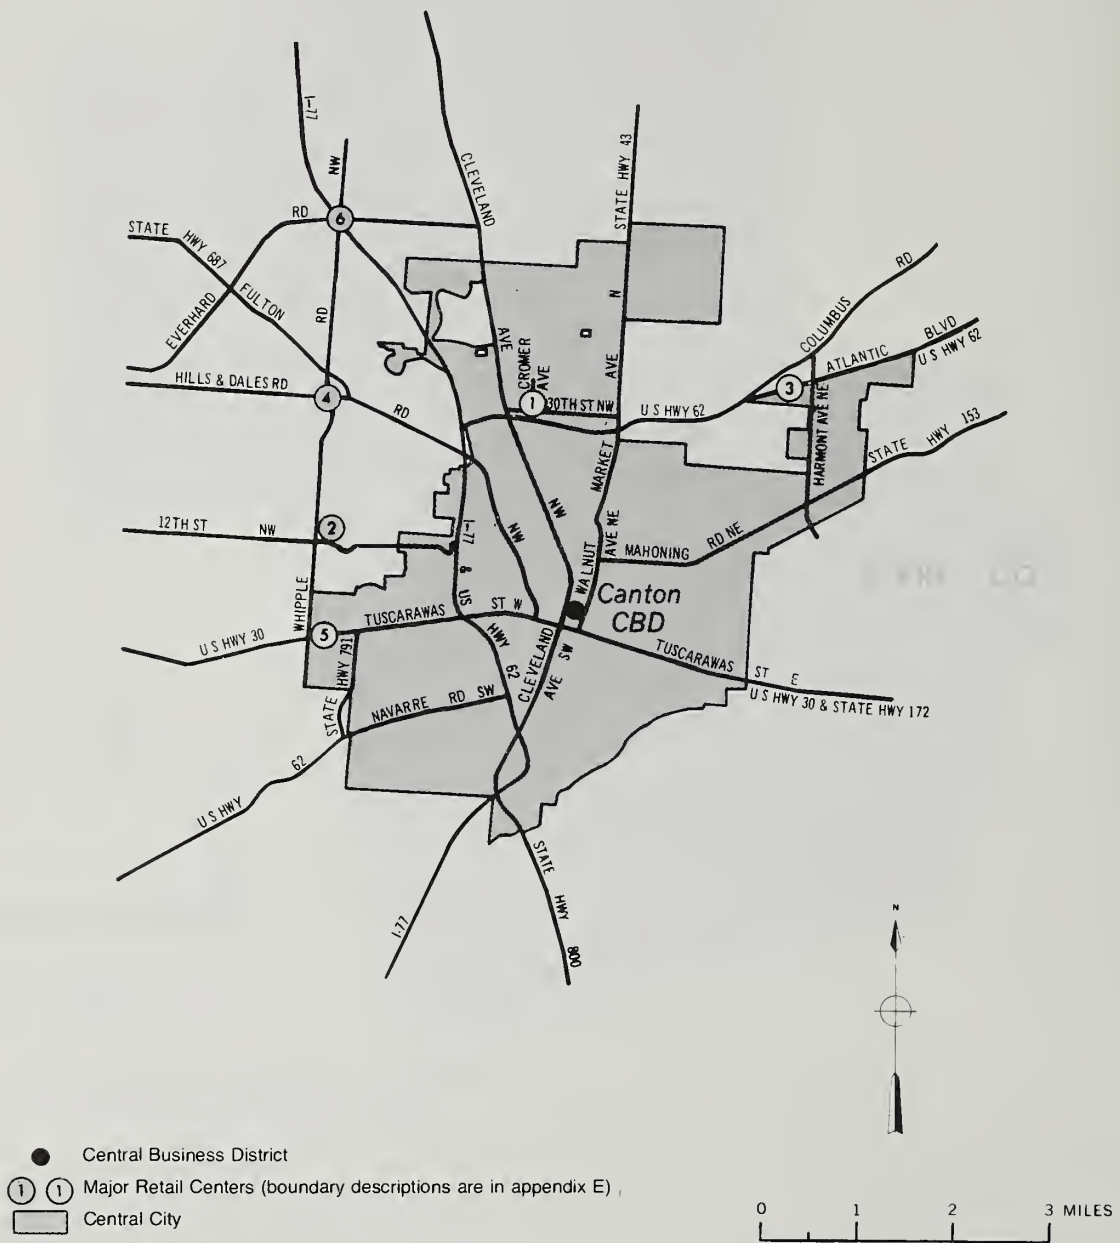 I-77
NW
CLEVELAND
STATE HWY 43
RD
6
STATE
HWY 687
FULTON
EVERHARD
RD
N
COLUMBUS
RD
AVE
CROMER
AVE
AVE
ATLANTIC
BLVD
U S HWY 62
HILLS & DALES RD
4
RD
1
30TH ST NW
U S HWY 62
3
HARMONT AVE NE
STATE
HWY
153
MARKET
12TH ST
NW
2
I-77
&
US
NW
NW
WALNUT
AVE NE
MAHONING
RD NE
WHIPPLE
Canton
CBD
U S HWY 30
5
TUSCARAWAS
ST W
HWY
62
CLEVELAND
AVE
SW
TUSCARAWAS
ST
E
U S HWY 30 & STATE HWY 172
STATE
HWY 791
NAVARRE
RD
SW
U S HWY
62
I-77
STATE
HWY
800
N
Central Business District
1 1 Major Retail Centers (boundary descriptions are in appendix E)
Central City
0 1 2 3 MILES